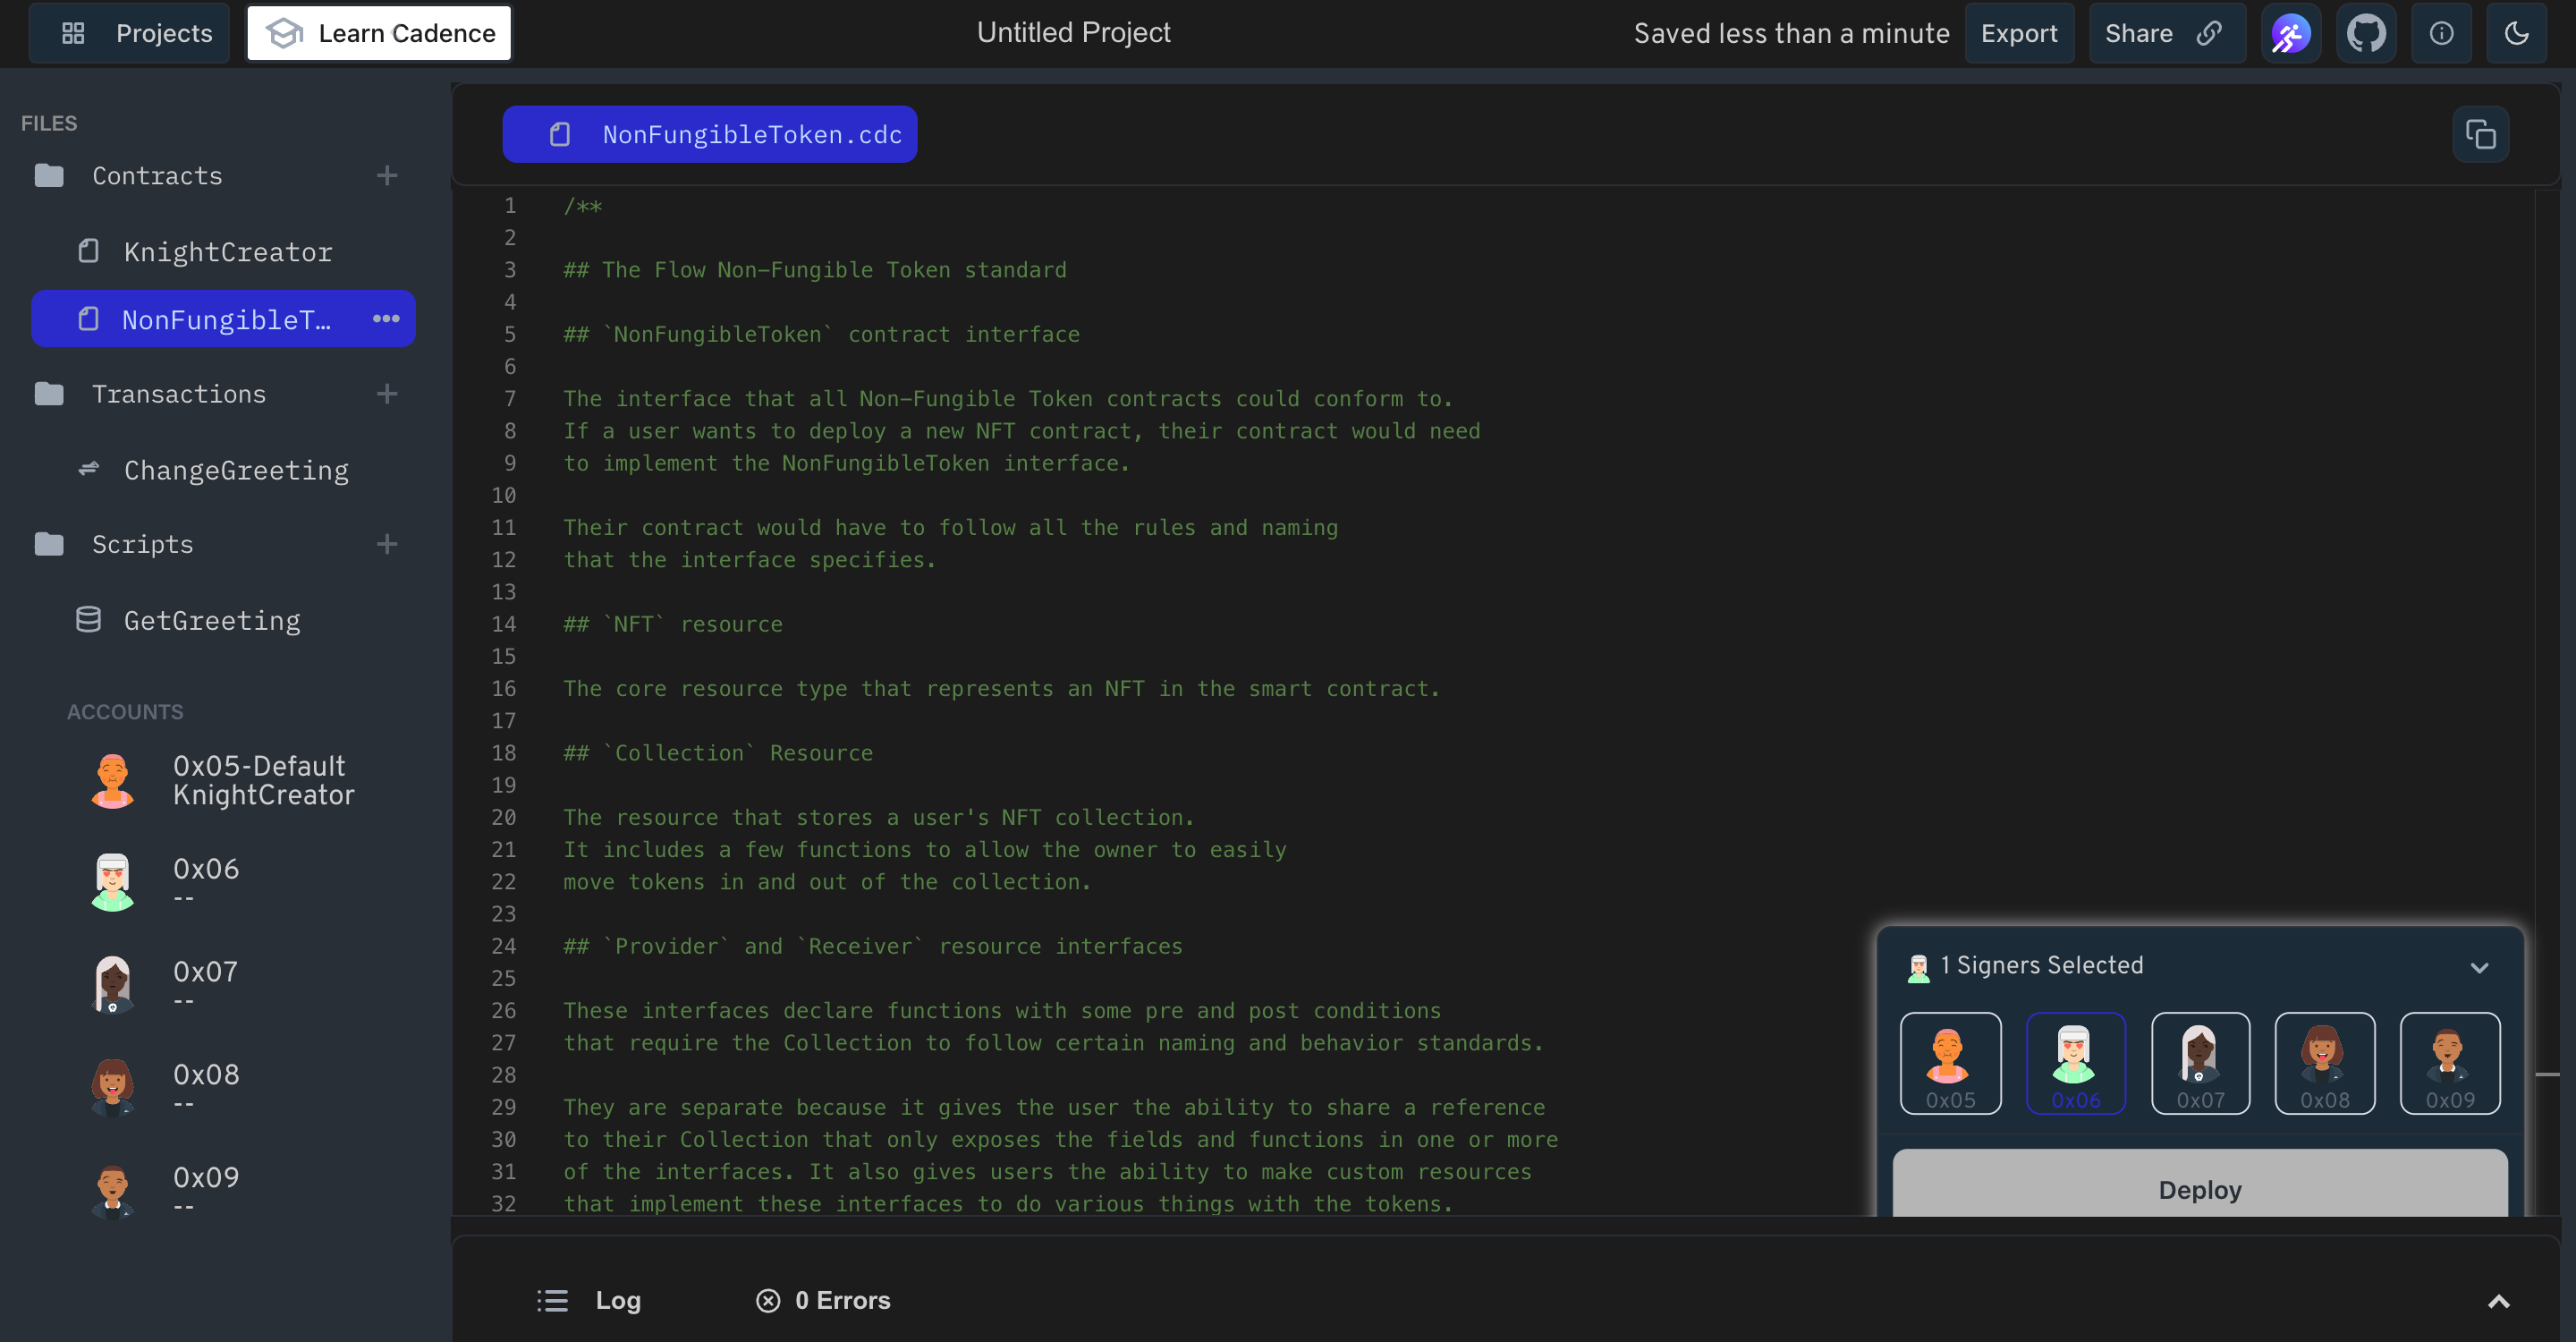 Projects
Learn Cadence
Untitled Project
Saved less than a minute
Export
Share
FILES
Contracts
KnightCreator
NonFungibleT…
Transactions
ChangeGreeting
Scripts
GetGreeting
ACCOUNTS
0x05-Default
KnightCreator
0x06
--
0x07
--
0x08
--
0x09
--
NonFungibleToken.cdc
1 /**
2
3 ## The Flow Non-Fungible Token standard
4
5 ## `NonFungibleToken` contract interface
6
7 The interface that all Non-Fungible Token contracts could conform to.
8 If a user wants to deploy a new NFT contract, their contract would need
9 to implement the NonFungibleToken interface.
10
11 Their contract would have to follow all the rules and naming
12 that the interface specifies.
13
14 ## `NFT` resource
15
16 The core resource type that represents an NFT in the smart contract.
17
18 ## `Collection` Resource
19
20 The resource that stores a user's NFT collection.
21 It includes a few functions to allow the owner to easily
22 move tokens in and out of the collection.
23
24 ## `Provider` and `Receiver` resource interfaces
25
26 These interfaces declare functions with some pre and post conditions
27 that require the Collection to follow certain naming and behavior standards.
28
29 They are separate because it gives the user the ability to share a reference
30 to their Collection that only exposes the fields and functions in one or more
31 of the interfaces. It also gives users the ability to make custom resources
32 that implement these interfaces to do various things with the tokens.
1 Signers Selected
0x05
0x06
0x07
0x08
0x09
Deploy
Log
0 Errors